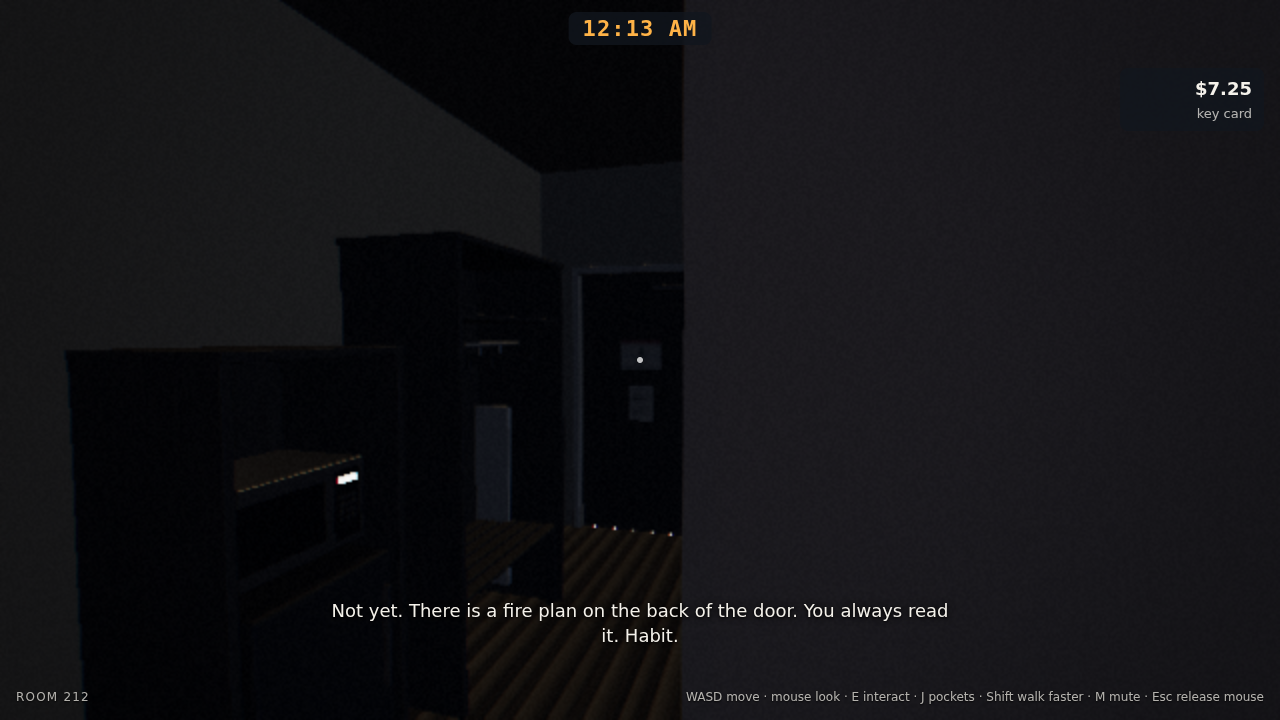 12:13 AM
$7.25
key card
Not yet. There is a fire plan on the back of the door. You always read
it. Habit.
ROOM 212
WASD move · mouse look · E interact · J pockets · Shift walk faster · M mute · Esc release mouse